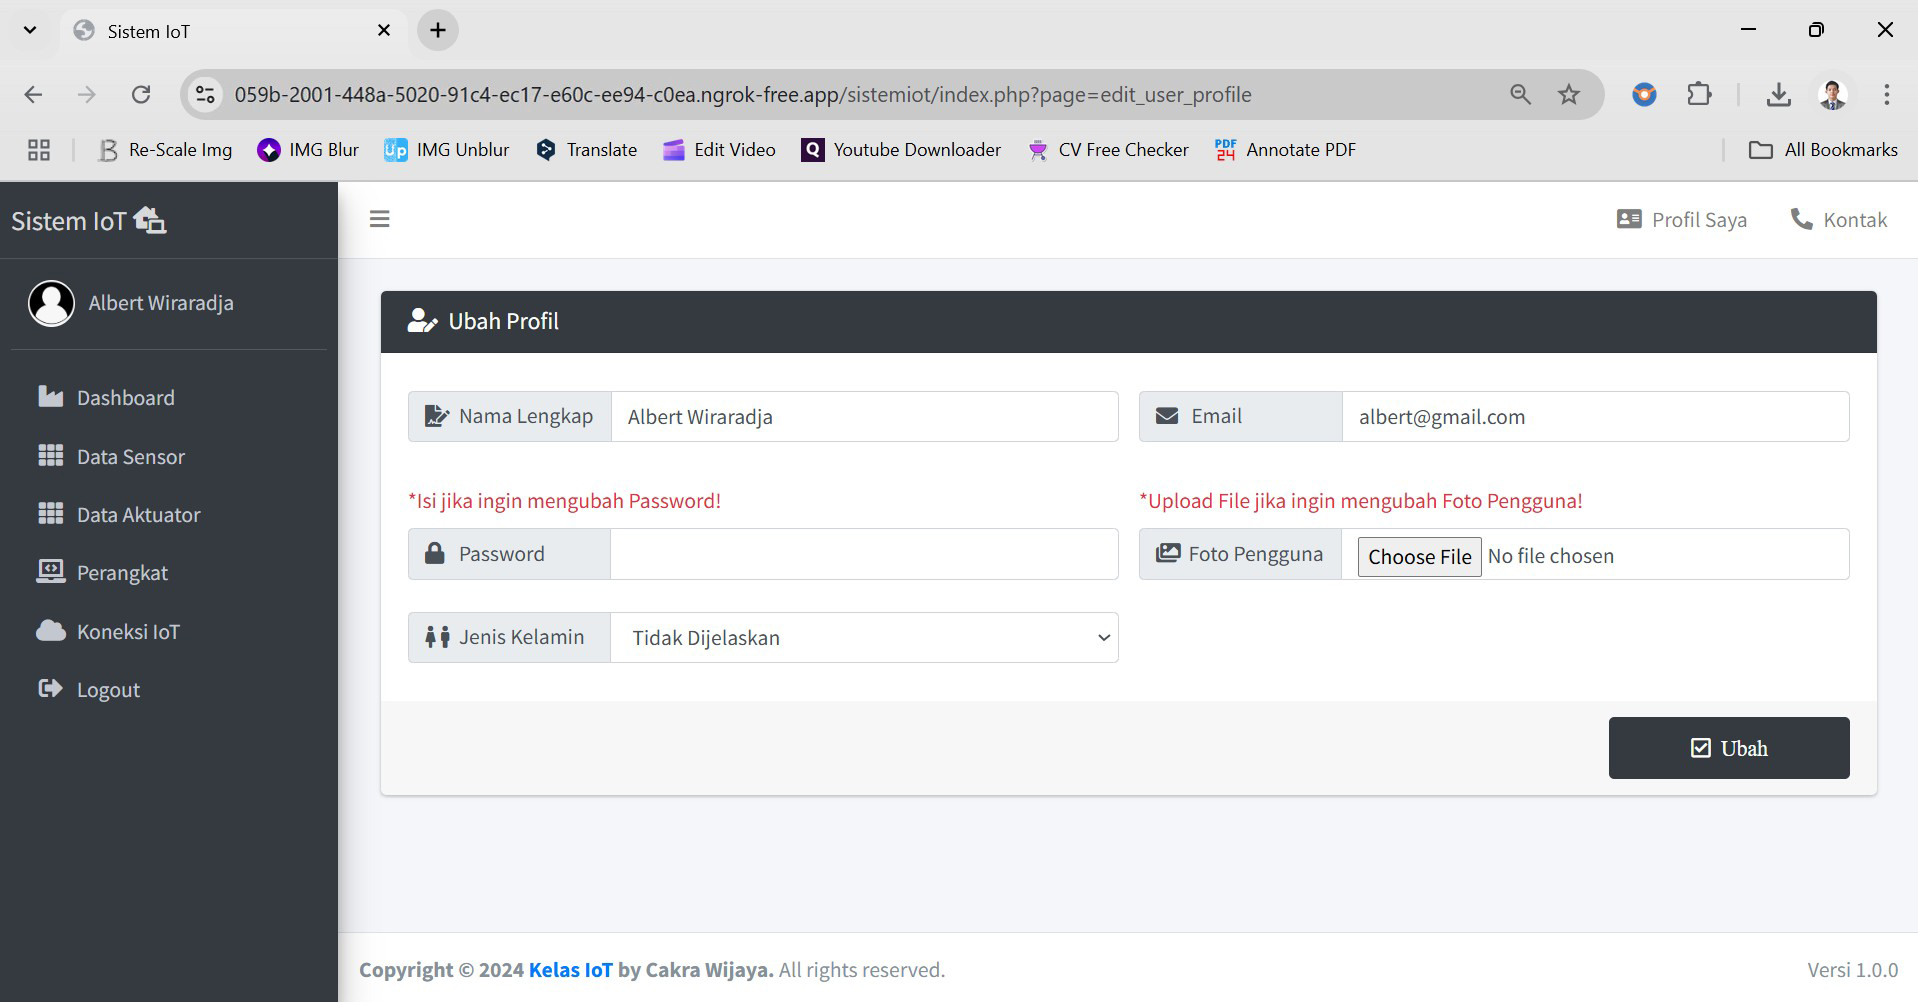 Sistem IoT
059b-2001-448a-5020-91c4-ec17-e60c-ee94-c0ea.ngrok-free.app/sistemiot/index.php?page=edit_user_profile
Re-Scale Img IMG Blur Up IMG Unblur Translate Edit Video Q Youtube Downloader CV Free Checker PDF 24 Annotate PDF All Bookmarks
Sistem IoT
Profil Saya Kontak
Albert Wiraradja
Dashboard
Data Sensor
Data Aktuator
Perangkat
Koneksi IoT
Logout
Ubah Profil
Nama Lengkap Albert Wiraradja Email albert@gmail.com
*Isi jika ingin mengubah Password! *Upload File jika ingin mengubah Foto Pengguna!
Password Foto Pengguna Choose File No file chosen
Jenis Kelamin Tidak Dijelaskan
Ubah
Copyright © 2024 Kelas IoT by Cakra Wijaya. All rights reserved. Versi 1.0.0